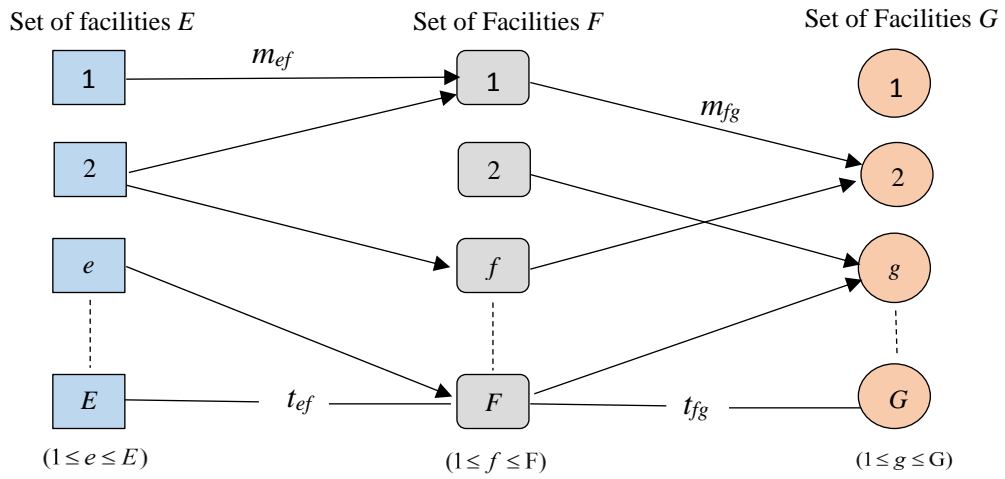 Set of facilities E
Set of Facilities F
Set of Facilities G
m_ef
1
1
1
m_fg
2
2
2
e
f
g
E
t_ef
F
t_fg
G
(1 ≤ e ≤ E)
(1 ≤ f ≤ F)
(1 ≤ g ≤ G)